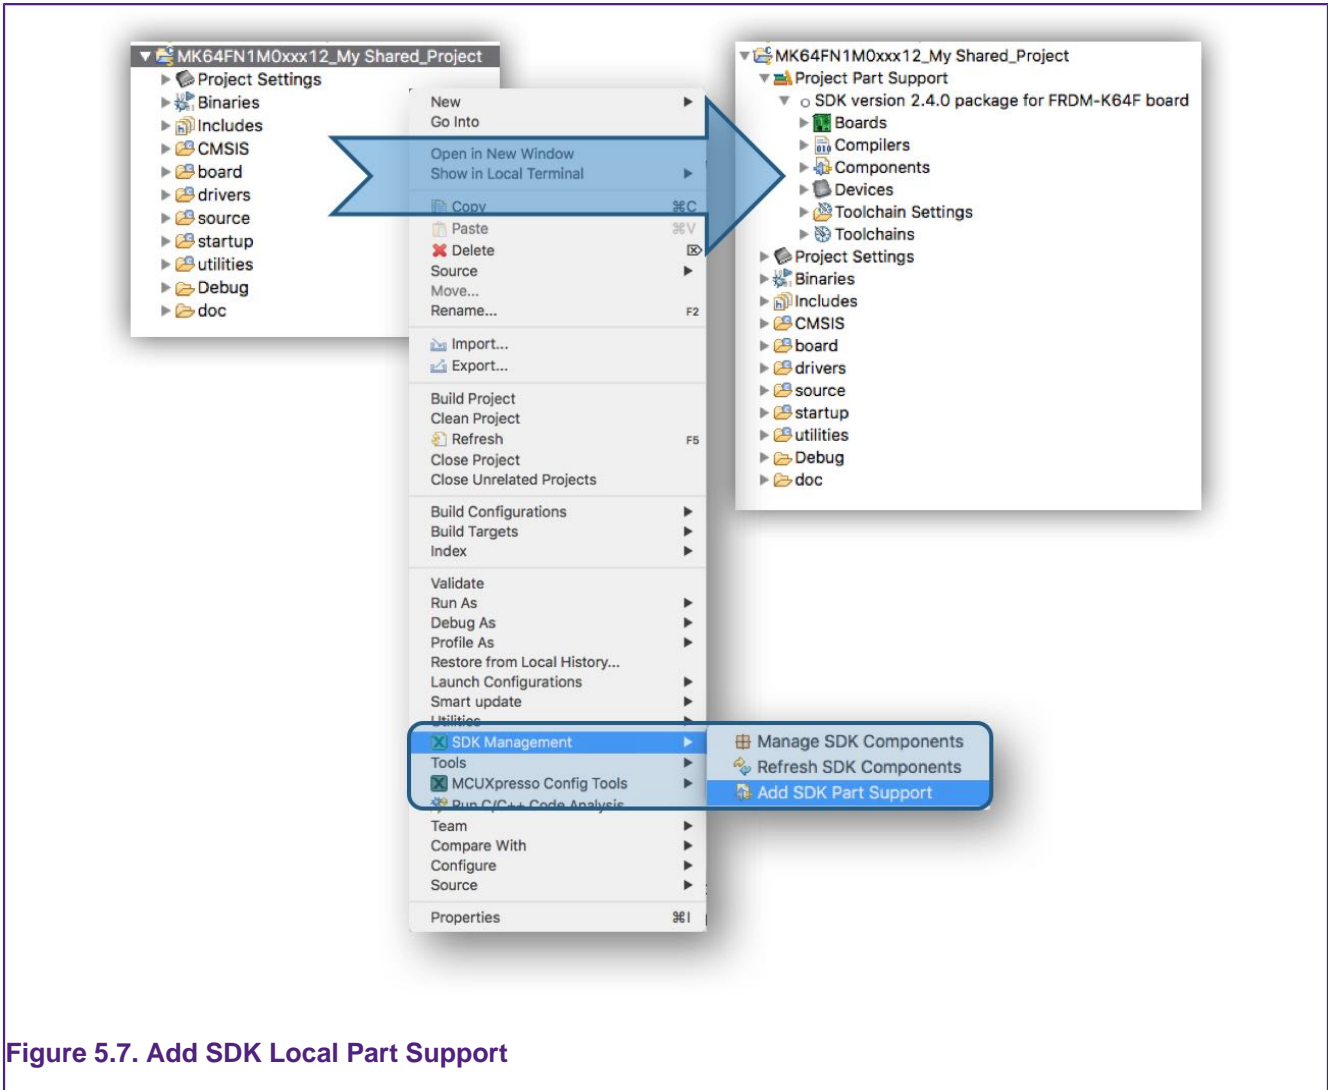 MK64FN1M0xxx12_My Shared_Project
Project Settings
Binaries
Includes
CMSIS
board
drivers
source
startup
utilities
Debug
doc
New
Go Into
Open in New Window
Show in Local Terminal
Copy ⌘C
Paste ⌘V
Delete ⌦
Source
Move...
Rename... F2
Import...
Export...
Build Project
Clean Project
Refresh F5
Close Project
Close Unrelated Projects
Build Configurations
Build Targets
Index
Validate
Run As
Debug As
Profile As
Restore from Local History...
Launch Configurations
Smart update
Utilities
SDK Management
Tools
MCUXpresso Config Tools
Run C/C++ Code Analysis
Team
Compare With
Configure
Source
Properties ⌘I
Manage SDK Components
Refresh SDK Components
Add SDK Part Support
MK64FN1M0xxx12_My Shared_Project
Project Part Support
SDK version 2.4.0 package for FRDM-K64F board
Boards
Compilers
Components
Devices
Toolchain Settings
Toolchains
Project Settings
Binaries
Includes
CMSIS
board
drivers
source
startup
utilities
Debug
doc
Figure 5.7. Add SDK Local Part Support